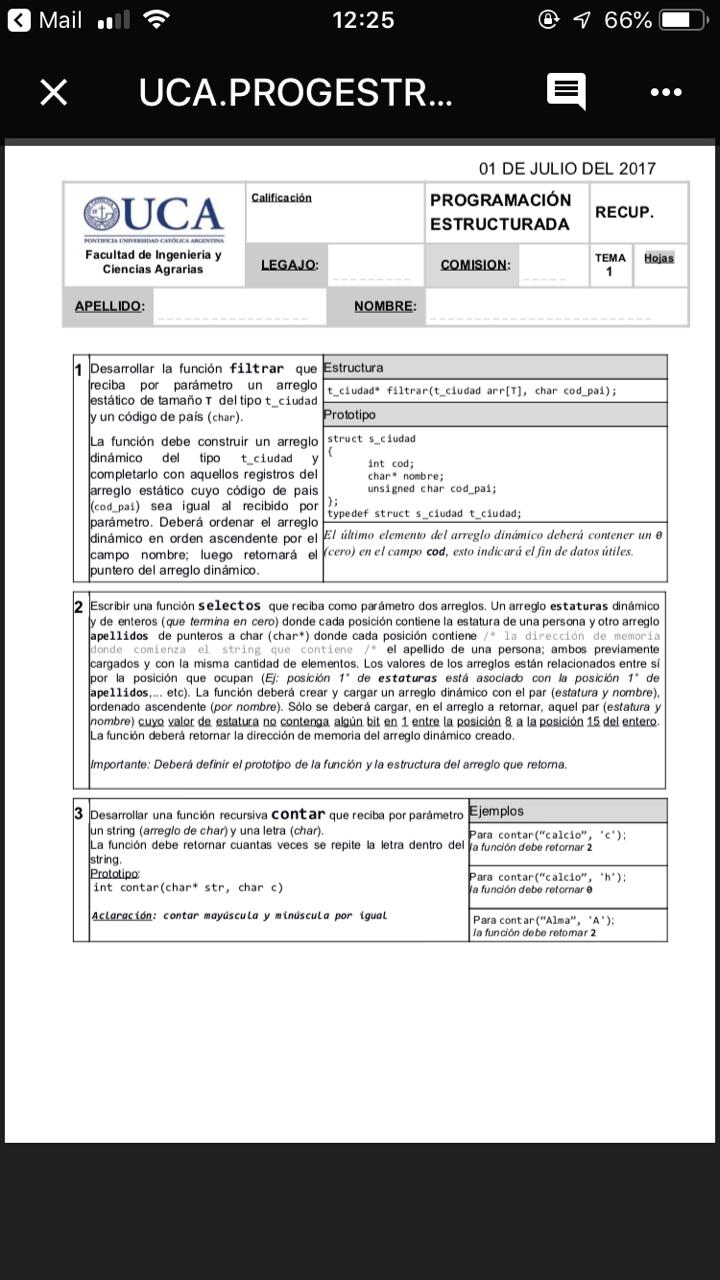 Mail
12:25
66%
UCA.PROGESTR...
01 DE JULIO DEL 2017
UCA
PONTIFICIA UNIVERSIDAD CATÓLICA ARGENTINA
Facultad de Ingeniería y
Ciencias Agrarias
Calificación
PROGRAMACIÓN
ESTRUCTURADA
RECUP.
LEGAJO:
COMISION:
TEMA
1
Hojas
APELLIDO:
NOMBRE:
1 Desarrollar la función filtrar que
reciba por parámetro un arreglo
estático de tamaño T del tipo t_ciudad
y un código de país (char).
La función debe construir un arreglo
dinámico del tipo t_ciudad y
completarlo con aquellos registros del
arreglo estático cuyo código de pais
(cod_pai) sea igual al recibido por
parámetro. Deberá ordenar el arreglo
dinámico en orden ascendente por el
campo nombre; luego retornará el
puntero del arreglo dinámico.
Estructura
t_ciudad* filtrar(t_ciudad arr[T], char cod_pai);
Prototipo
struct s_ciudad
{
int cod;
char* nombre;
unsigned char cod_pai;
};
typedef struct s_ciudad t_ciudad;
El último elemento del arreglo dinámico deberá contener un 0
(cero) en el campo cod, esto indicará el fin de datos útiles.
2 Escribir una función selectos que reciba como parámetro dos arreglos. Un arreglo estaturas dinámico
y de enteros (que termina en cero) donde cada posición contiene la estatura de una persona y otro arreglo
apellidos de punteros a char (char*) donde cada posición contiene /* la dirección de memoria
donde comienza el string que contiene /* el apellido de una persona; ambos previamente
cargados y con la misma cantidad de elementos. Los valores de los arreglos están relacionados entre sí
por la posición que ocupan (Ej: posición 1° de estaturas está asociado con la posición 1° de
apellidos,... etc). La función deberá crear y cargar un arreglo dinámico con el par (estatura y nombre),
ordenado ascendente (por nombre). Sólo se deberá cargar, en el arreglo a retornar, aquel par (estatura y
nombre) cuyo valor de estatura no contenga algún bit en 1 entre la posición 8 a la posición 15 del entero.
La función deberá retornar la dirección de memoria del arreglo dinámico creado.
Importante: Deberá definir el prototipo de la función y la estructura del arreglo que retorna.
3 Desarrollar una función recursiva contar que reciba por parámetro
un string (arreglo de char) y una letra (char).
La función debe retornar cuantas veces se repite la letra dentro del
string.
Prototipo:
int contar(char* str, char c)
Aclaración: contar mayúscula y minúscula por igual
Ejemplos
Para contar("calcio", 'c');
la función debe retornar 2
Para contar("calcio", 'h');
la función debe retornar 0
Para contar("Alma", 'A');
la función debe retornar 2